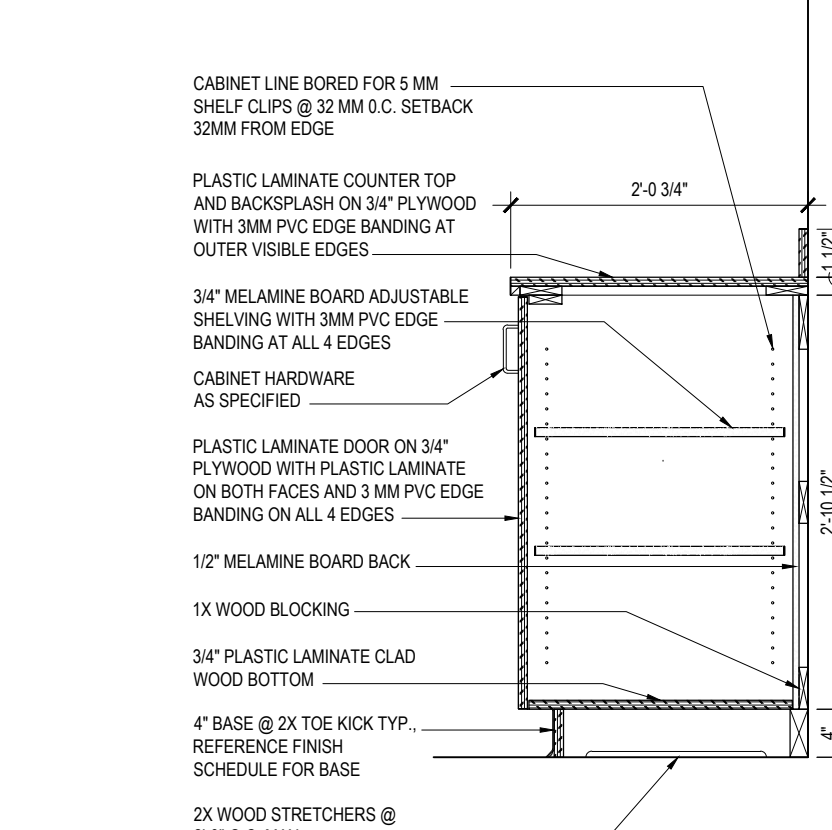 CABINET LINE BORED FOR 5 MM
SHELF CLIPS @ 32 MM 0.C. SETBACK
32MM FROM EDGE
PLASTIC LAMINATE COUNTER TOP
AND BACKSPLASH ON 3/4" PLYWOOD
WITH 3MM PVC EDGE BANDING AT
OUTER VISIBLE EDGES
2'-0 3/4"
1 1/2"
3/4" MELAMINE BOARD ADJUSTABLE
SHELVING WITH 3MM PVC EDGE
BANDING AT ALL 4 EDGES
CABINET HARDWARE
AS SPECIFIED
PLASTIC LAMINATE DOOR ON 3/4"
PLYWOOD WITH PLASTIC LAMINATE
ON BOTH FACES AND 3 MM PVC EDGE
BANDING ON ALL 4 EDGES
2'-10 1/2"
1/2" MELAMINE BOARD BACK
1X WOOD BLOCKING
3/4" PLASTIC LAMINATE CLAD
WOOD BOTTOM
4" BASE @ 2X TOE KICK TYP.,
REFERENCE FINISH
SCHEDULE FOR BASE
4"
2X WOOD STRETCHERS @